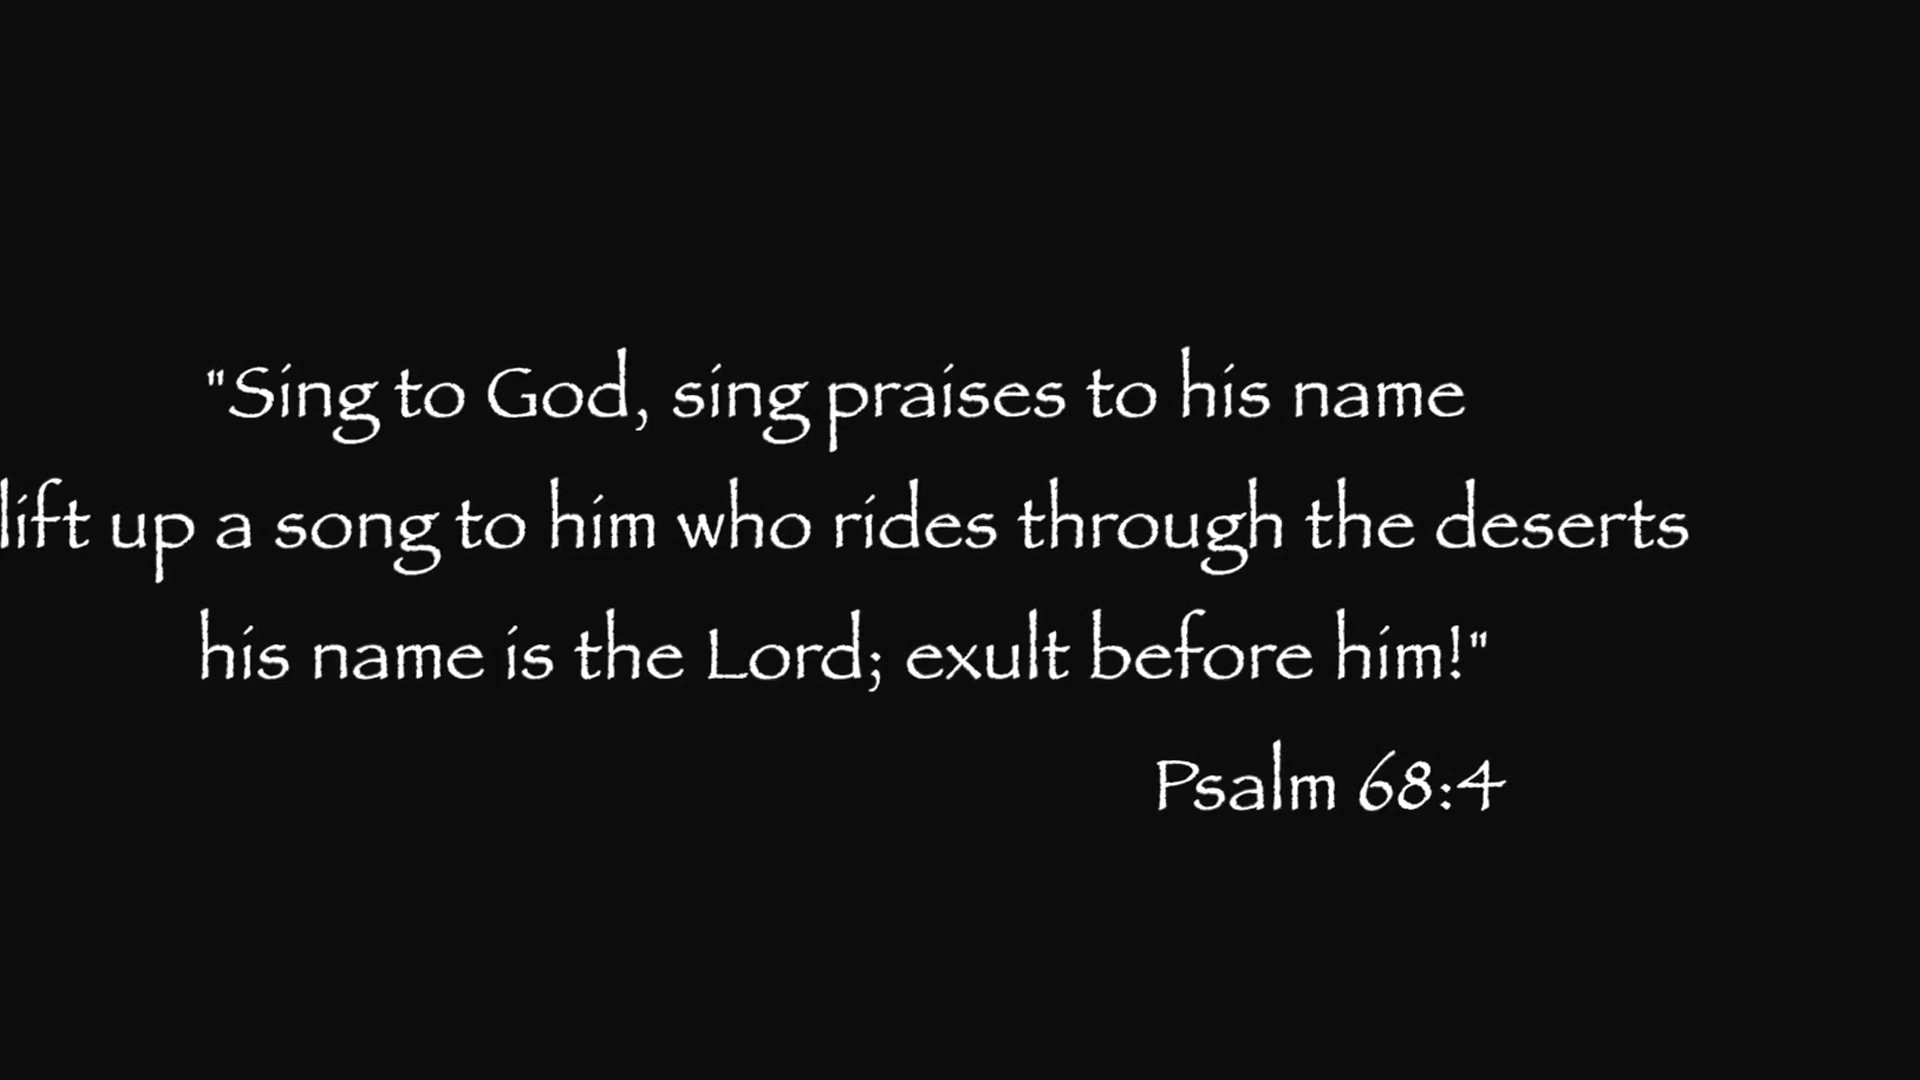 "Sing to God, sing praises to his name
lift up a song to him who rides through the deserts
his name is the Lord; exult before him!"
Psalm 68:4